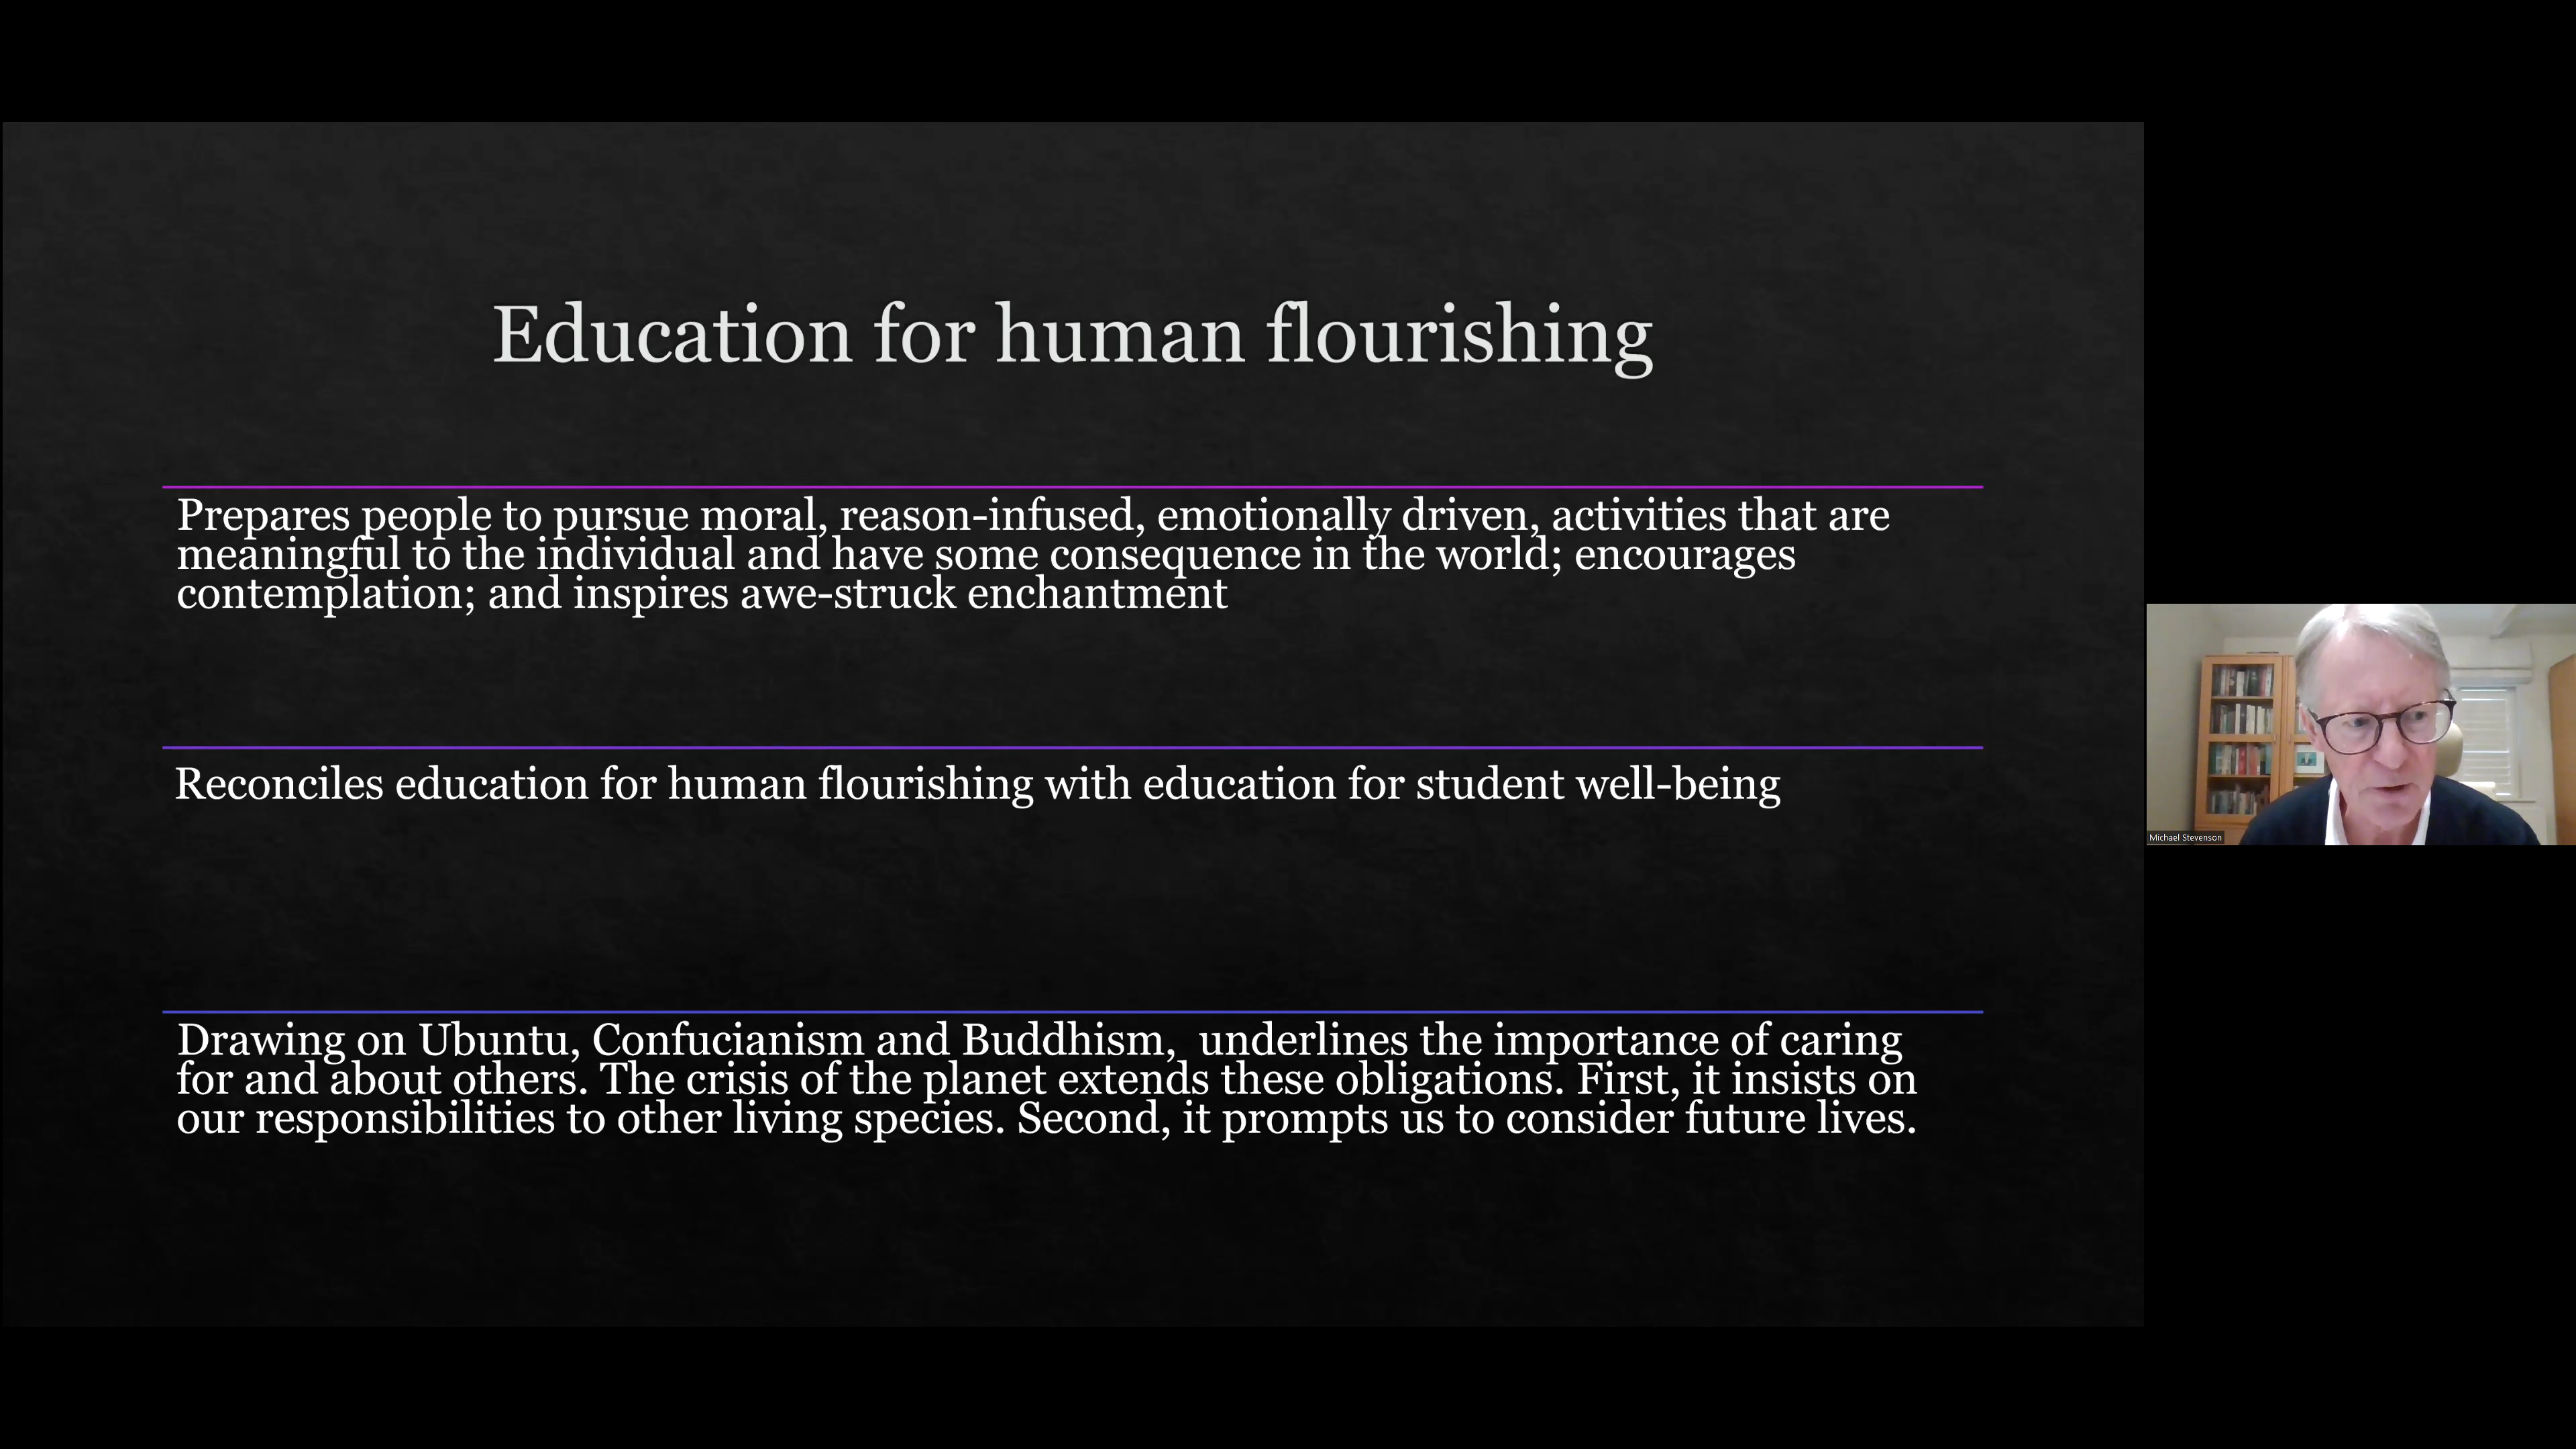 Education for human flourishing
Prepares people to pursue moral, reason-infused, emotionally driven, activities that are
meaningful to the individual and have some consequence in the world; encourages
contemplation; and inspires awe-struck enchantment
Reconciles education for human flourishing with education for student well-being
Drawing on Ubuntu, Confucianism and Buddhism,  underlines the importance of caring
for and about others. The crisis of the planet extends these obligations. First, it insists on
our responsibilities to other living species. Second, it prompts us to consider future lives.
Michael Stevenson